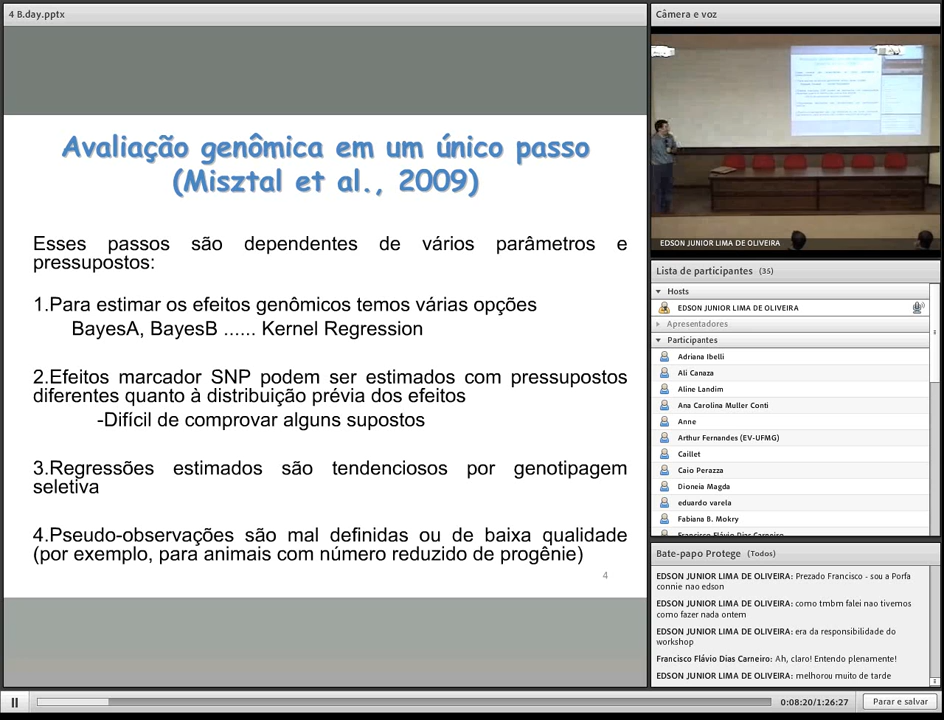 4 B.day.pptx
Avaliação genômica em um único passo
(Misztal et al., 2009)
Esses passos são dependentes de vários parâmetros e
pressupostos:
1.Para estimar os efeitos genômicos temos várias opções
BayesA, BayesB ...... Kernel Regression
2.Efeitos marcador SNP podem ser estimados com pressupostos
diferentes quanto à distribuição prévia dos efeitos
-Difícil de comprovar alguns supostos
3.Regressões estimados são tendenciosos por genotipagem
seletiva
4.Pseudo-observações são mal definidas ou de baixa qualidade
(por exemplo, para animais com número reduzido de progênie)
4
Câmera e voz
EDSON JUNIOR LIMA DE OLIVEIRA
Lista de participantes (35)
Hosts
EDSON JUNIOR LIMA DE OLIVEIRA
Apresentadores
Participantes
Adriana Ibelli
Ali Canaza
Aline Landim
Ana Carolina Muller Conti
Anne
Arthur Fernandes (EV-UFMG)
Caillet
Caio Perazza
Dioneia Magda
eduardo varela
Fabiana B. Mokry
Francisco Flávio Dias Carneiro
Bate-papo Protege (Todos)
EDSON JUNIOR LIMA DE OLIVEIRA: Prezado Francisco - sou a Porfa
connie nao edson
EDSON JUNIOR LIMA DE OLIVEIRA: como tmbm falei nao tivemos
como fazer nada ontem
EDSON JUNIOR LIMA DE OLIVEIRA: era da responsibilidade do
workshop
Francisco Flávio Dias Carneiro: Ah, claro! Entendo plenamente!
EDSON JUNIOR LIMA DE OLIVEIRA: melhorou muito de tarde
0:08:20/1:26:27
Parar e salvar